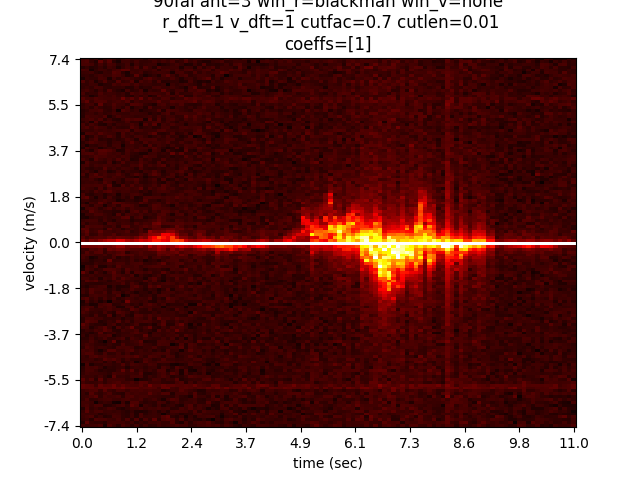 90fal ant=3 win_r=blackman win_v=none
r_dft=1 v_dft=1 cutfac=0.7 cutlen=0.01
coeffs=[1]
7.4
5.5
3.7
1.8
0.0
-1.8
-3.7
-5.5
-7.4
velocity (m/s)
0.0 1.2 2.4 3.7 4.9 6.1 7.3 8.6 9.8 11.0
time (sec)